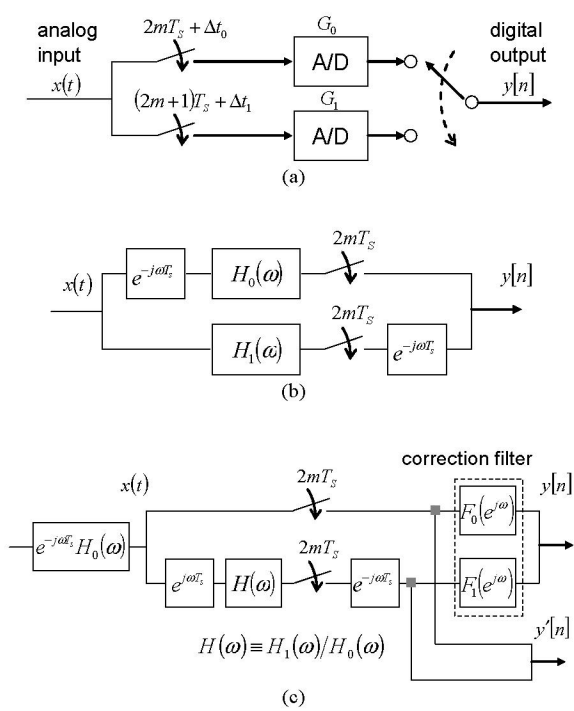 analog input
x(t)
2mT_S + Δt_0
G_0
A/D
(2m+1)T_S + Δt_1
G_1
A/D
digital output
y[n]
(a)
x(t)
e^{-jωT_s}
H_0(ω)
2mT_S
y[n]
H_1(ω)
2mT_S
e^{-jωT_s}
(b)
correction filter
x(t)
2mT_S
y[n]
e^{-jωT_s} H_0(ω)
F_0(e^{jω})
e^{jωT_s}
H(ω)
2mT_S
e^{-jωT_s}
F_1(e^{jω})
y′[n]
H(ω) ≡ H_1(ω)/H_0(ω)
(c)